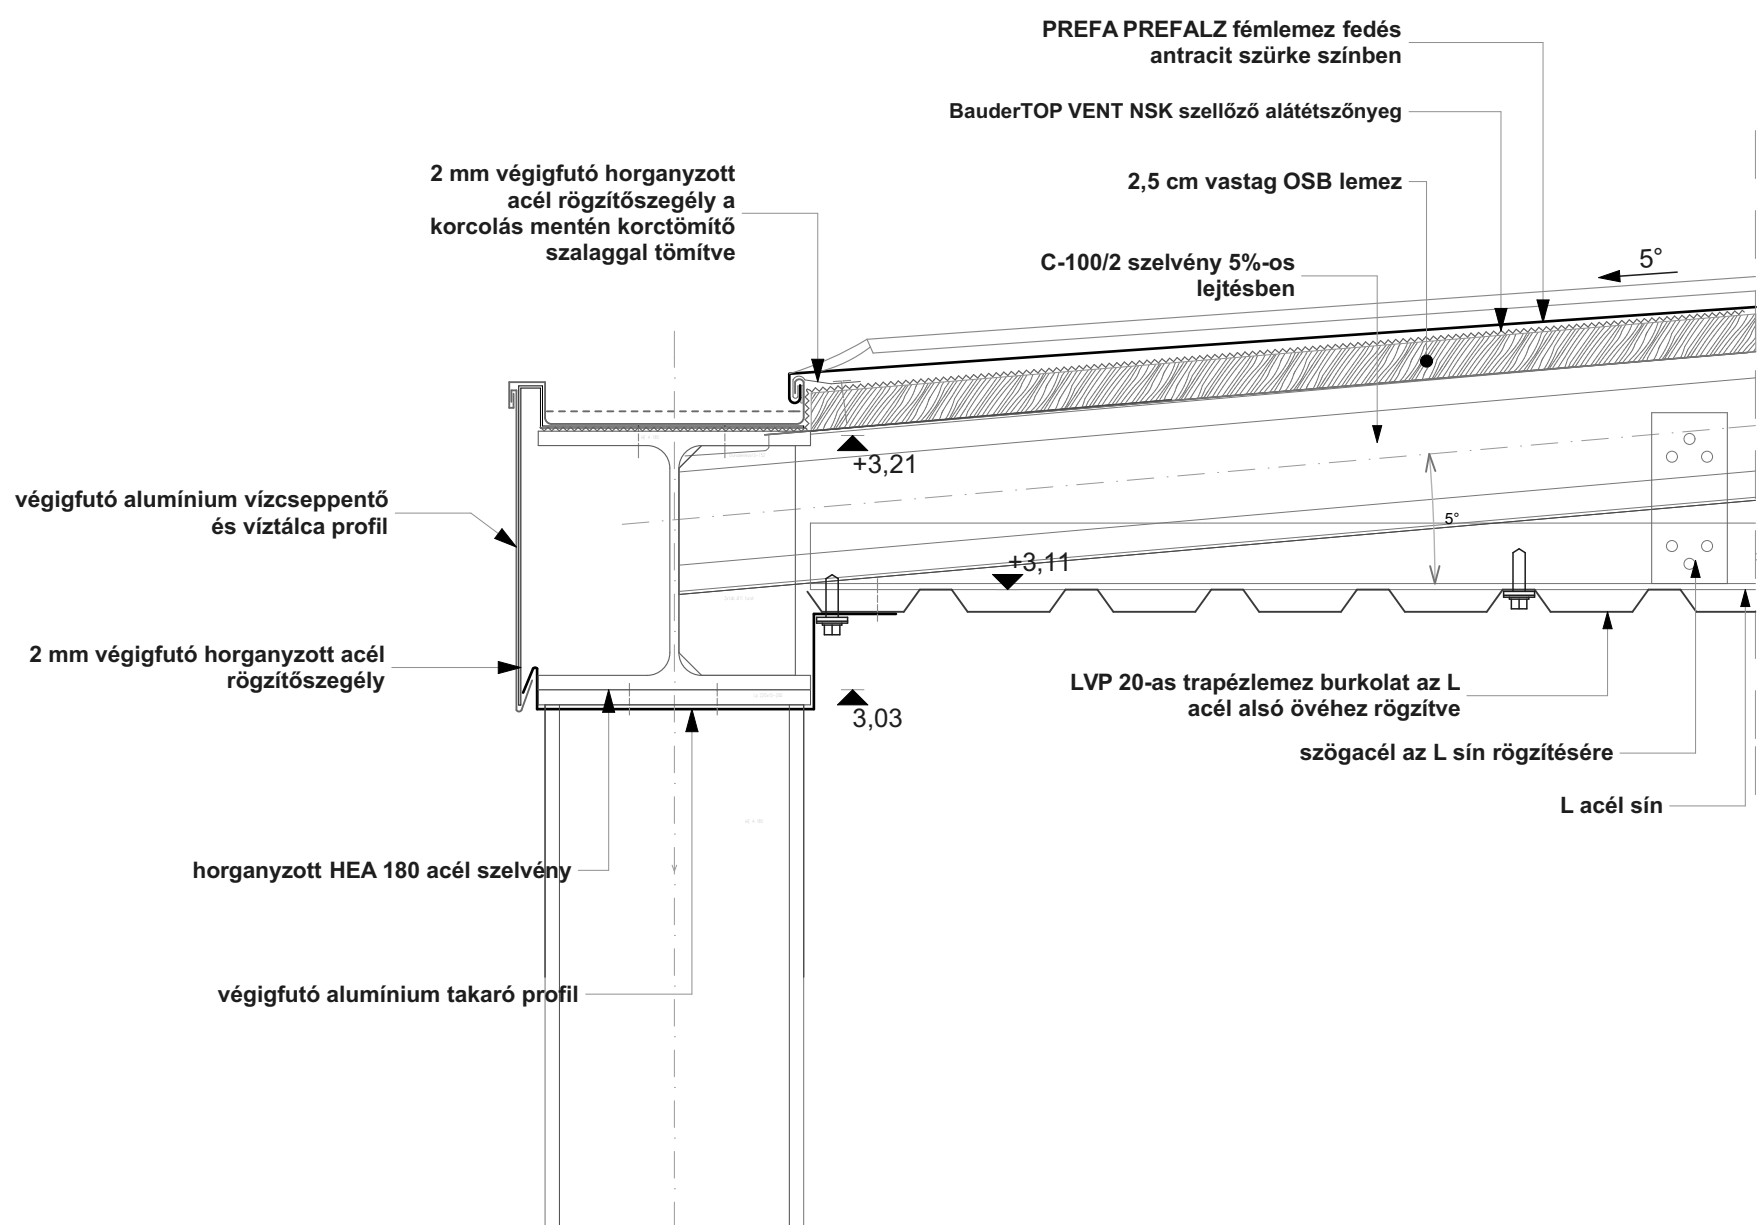 PREFA PREFALZ fémlemez fedés
antracit szürke színben
BauderTOP VENT NSK szellőző alátétszőnyeg
2 mm végigfutó horganyzott
acél rögzítőszegély a
korcolás mentén korctömítő
szalaggal tömítve
2,5 cm vastag OSB lemez
C-100/2 szelvény 5%-os
lejtésben
5°
+3,21
végigfutó alumínium vízcseppentő
és víztálca profil
5°
+3,11
2 mm végigfutó horganyzott acél
rögzítőszegély
LVP 20-as trapézlemez burkolat az L
acél alsó övéhez rögzítve
3,03
szögacél az L sín rögzítésére
L acél sín
horganyzott HEA 180 acél szelvény
végigfutó alumínium takaró profil